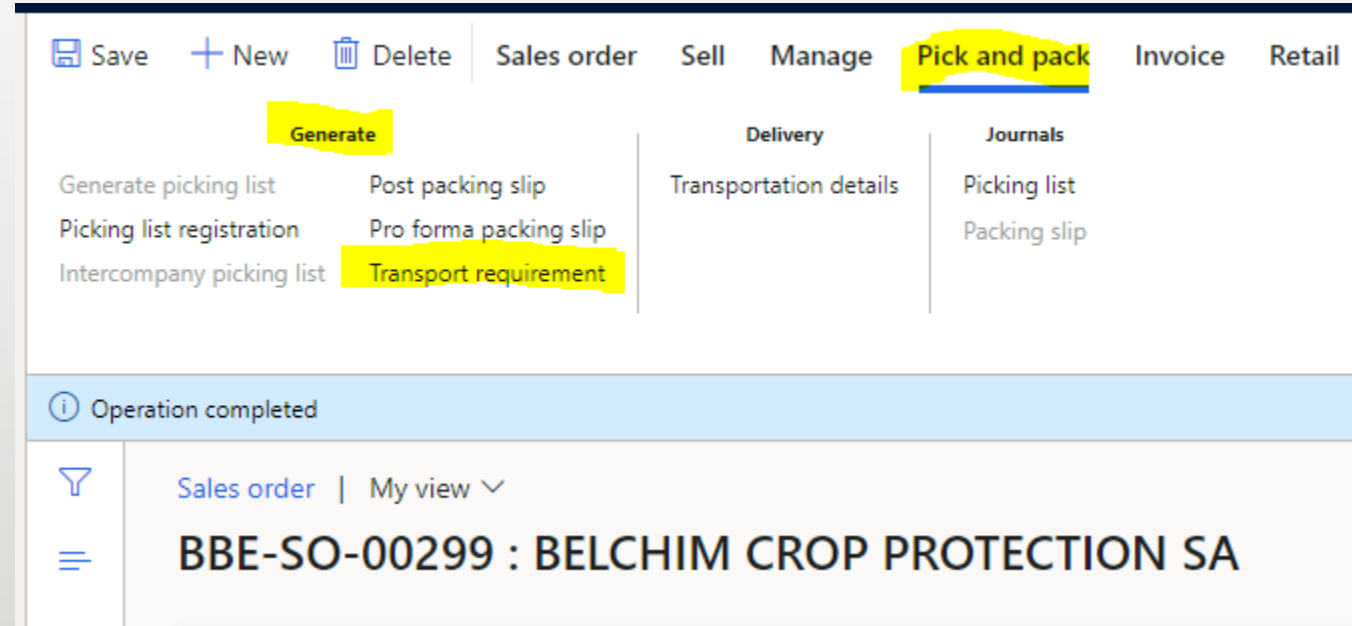 Save New Delete Sales order Sell Manage Pick and pack Invoice Retail
Generate Delivery Journals
Generate picking list Post packing slip Transportation details Picking list
Picking list registration Pro forma packing slip Packing slip
Intercompany picking list Transport requirement
Operation completed
Sales order | My view
BBE-SO-00299 : BELCHIM CROP PROTECTION SA